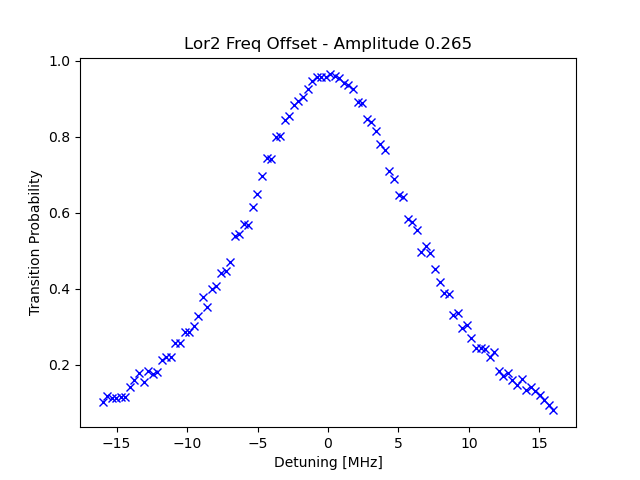 Lor2 Freq Offset - Amplitude 0.265
1.0
0.8
0.6
0.4
0.2
Transition Probability
−15 −10 −5 0 5 10 15
Detuning [MHz]